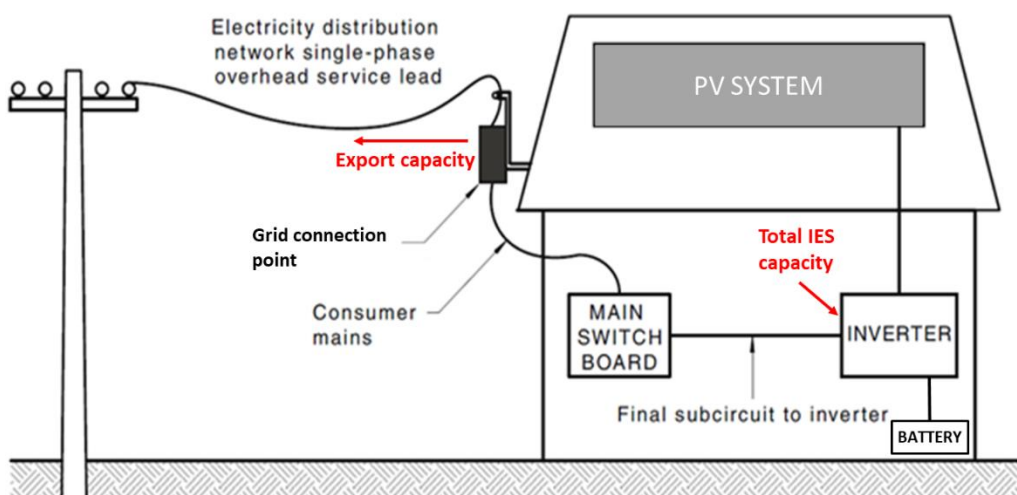 Electricity distribution
network single-phase
overhead service lead
PV SYSTEM
Export capacity
Grid connection
point
Total IES
capacity
Consumer
mains
MAIN
SWITCH
BOARD
INVERTER
Final subcircuit to inverter
BATTERY